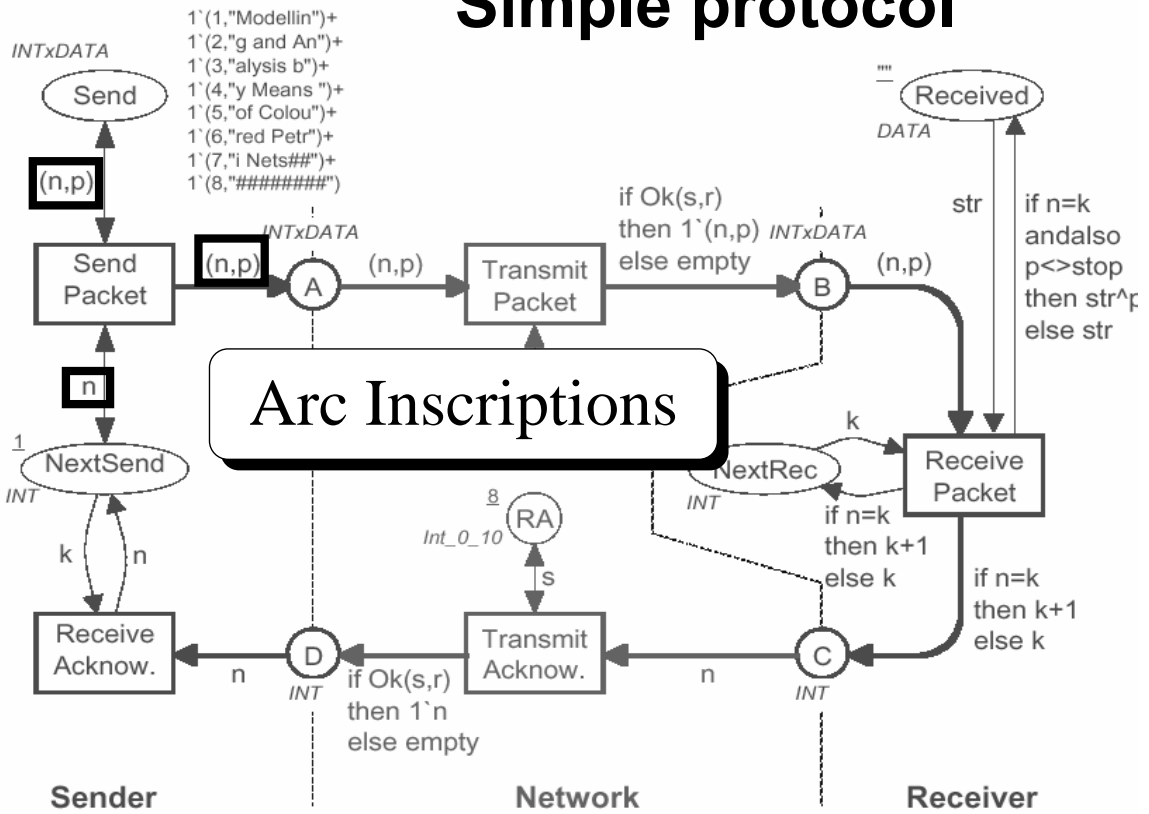 Simple protocol
1`(1,"Modellin")+
1`(2,"g and An")+
1`(3,"alysis b")+
1`(4,"y Means ")+
1`(5,"of Colou")+
1`(6,"red Petr")+
1`(7,"i Nets##")+
1`(8,"########")
INTxDATA
Send
""
Received
DATA
(n,p)
str
if n=k
andalso
p<>stop
then str^p
else str
if Ok(s,r)
then 1`(n,p)
else empty
INTxDATA
INTxDATA
Send
Packet
(n,p)
A
(n,p)
Transmit
Packet
B
(n,p)
n
Arc Inscriptions
1
NextSend
INT
k
NextRec
INT
Receive
Packet
if n=k
then k+1
else k
8
RA
Int_0_10
s
k
n
if n=k
then k+1
else k
Receive
Acknow.
n
D
INT
if Ok(s,r)
then 1`n
else empty
Transmit
Acknow.
n
C
INT
Sender
Network
Receiver